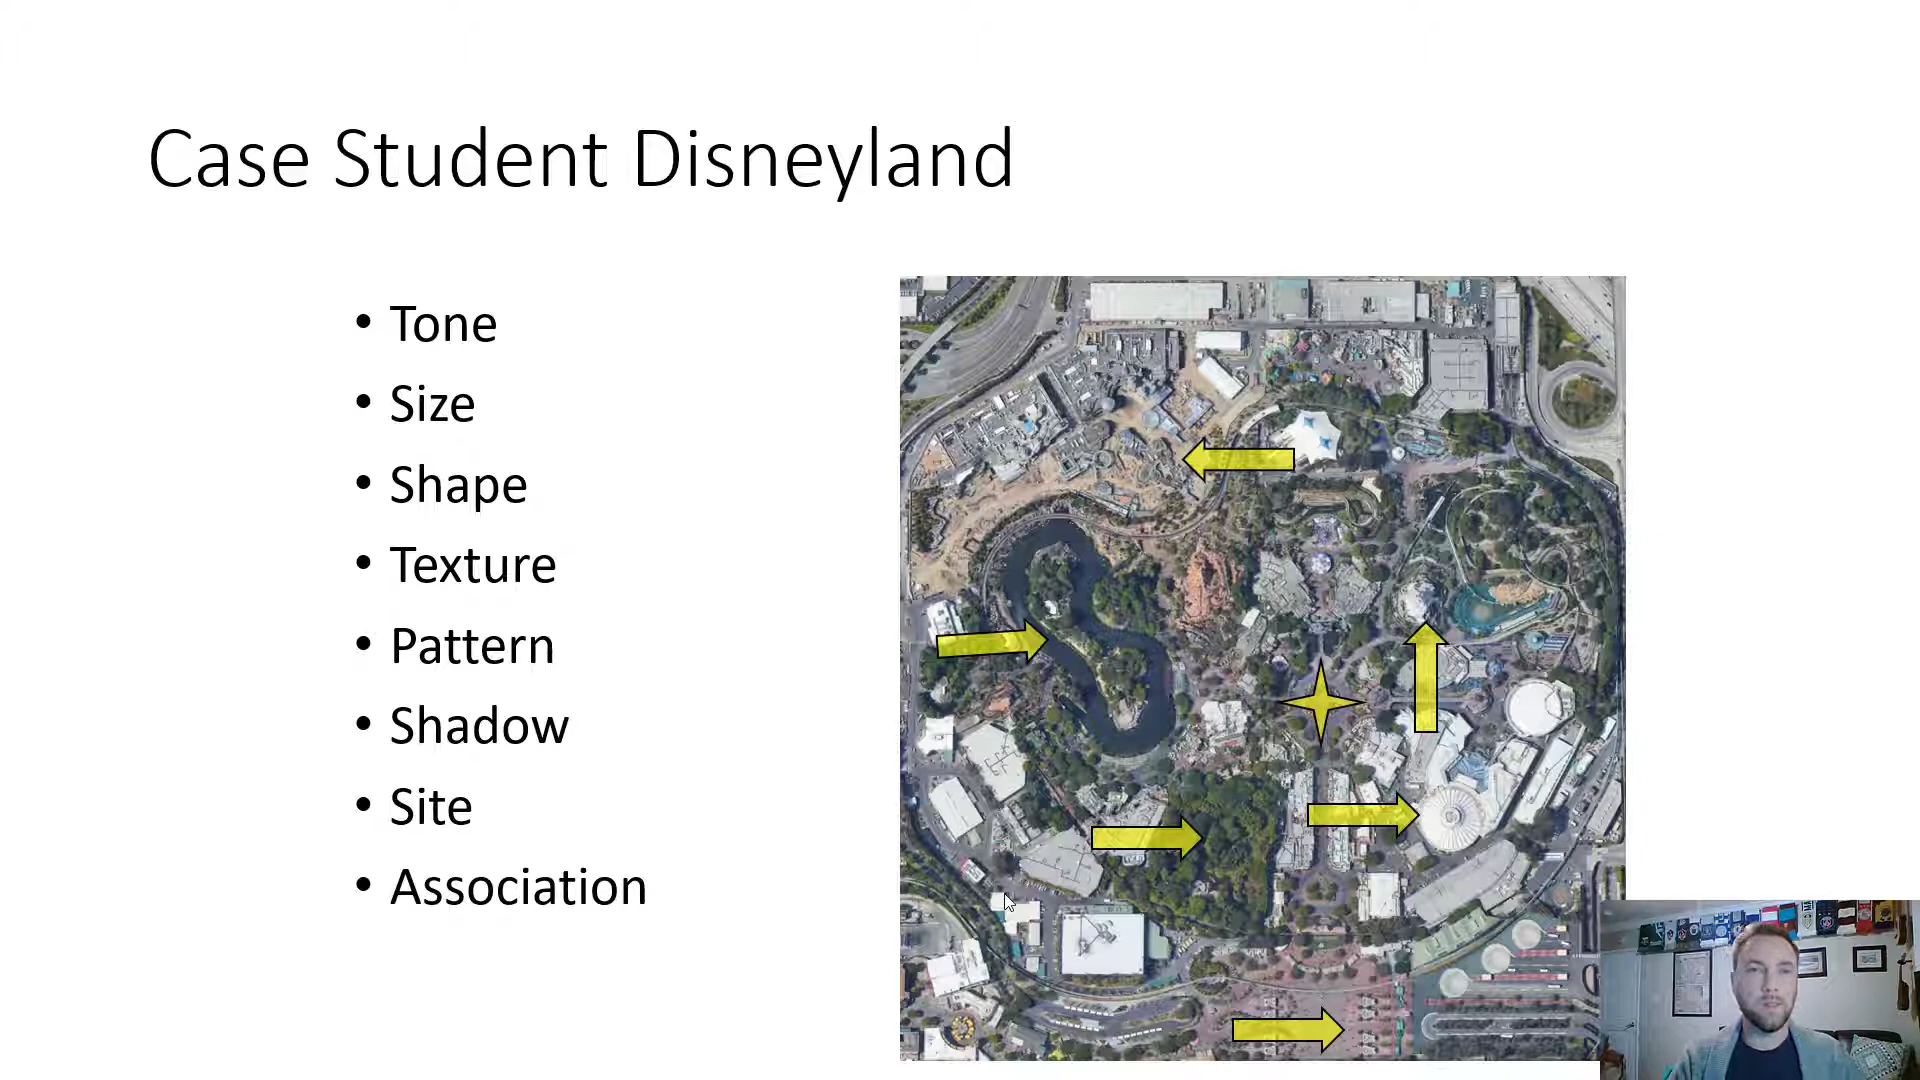 Case Student Disneyland
• Tone
• Size
• Shape
• Texture
• Pattern
• Shadow
• Site
• Association